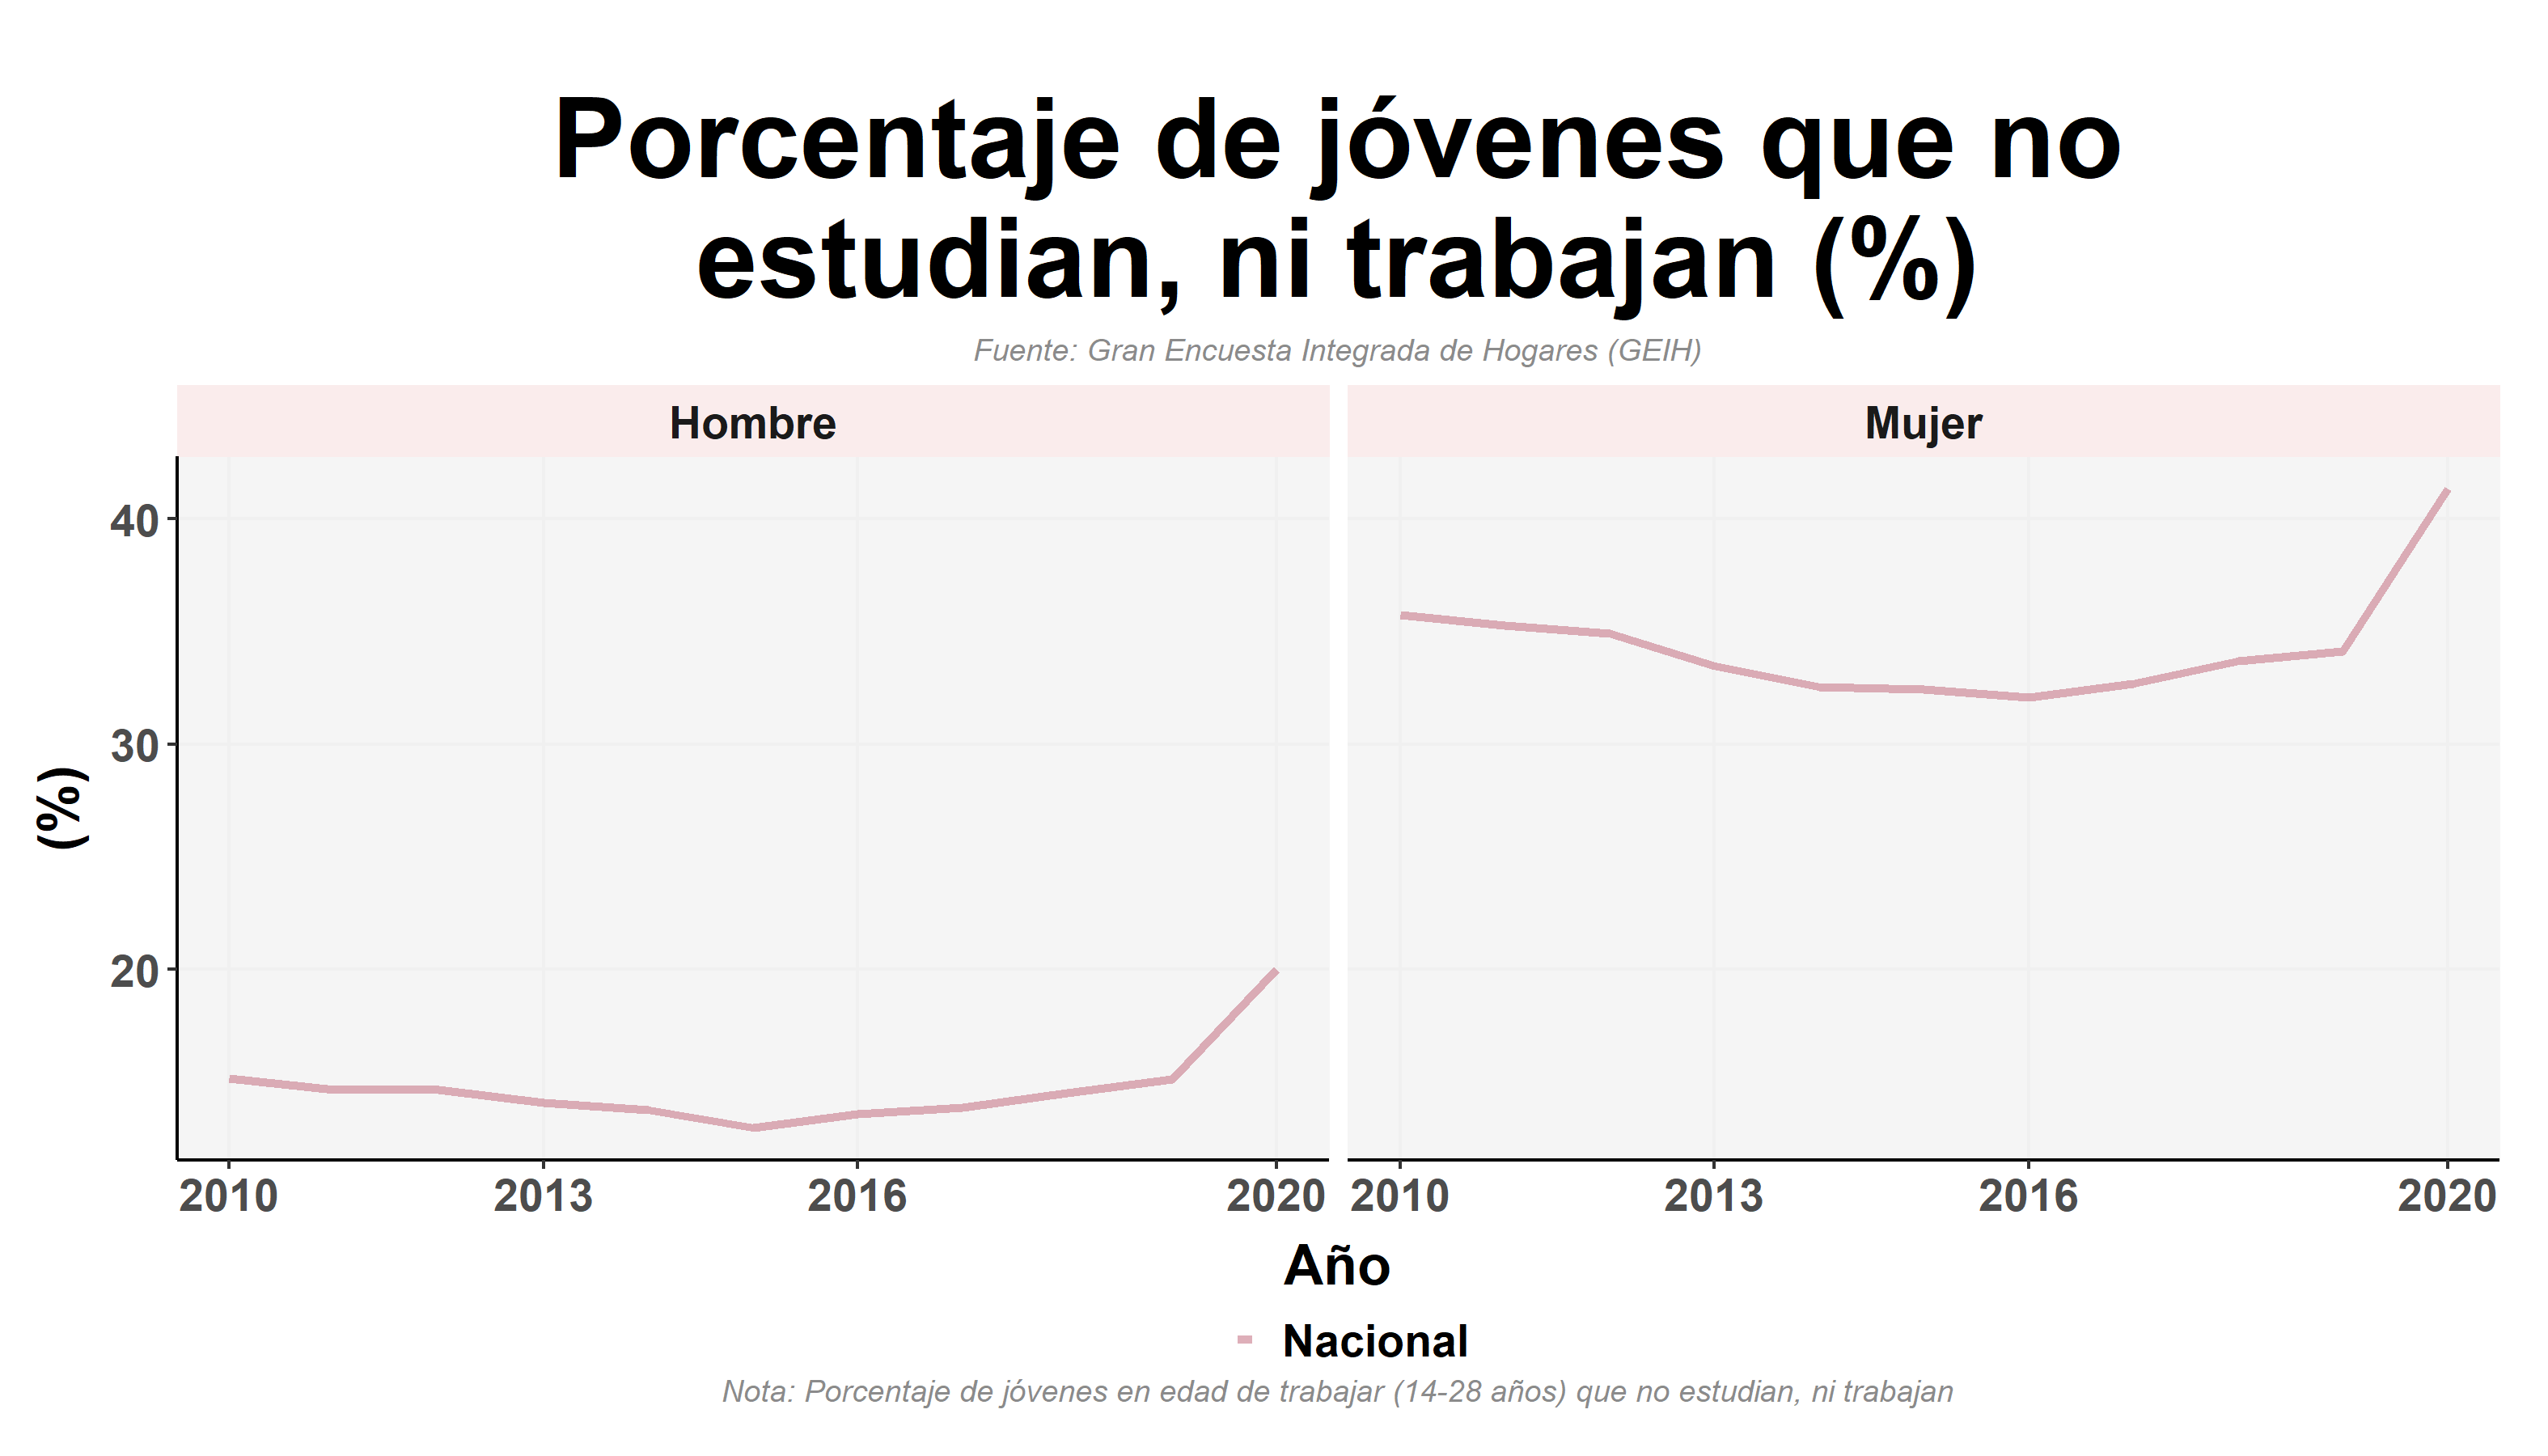 Porcentaje de jóvenes que no
estudian, ni trabajan (%)
Fuente: Gran Encuesta Integrada de Hogares (GEIH)
Hombre
Mujer
40
30
20
(%)
2010 2013 2016 2020
2010 2013 2016 2020
Año
Nacional
Nota: Porcentaje de jóvenes en edad de trabajar (14-28 años) que no estudian, ni trabajan